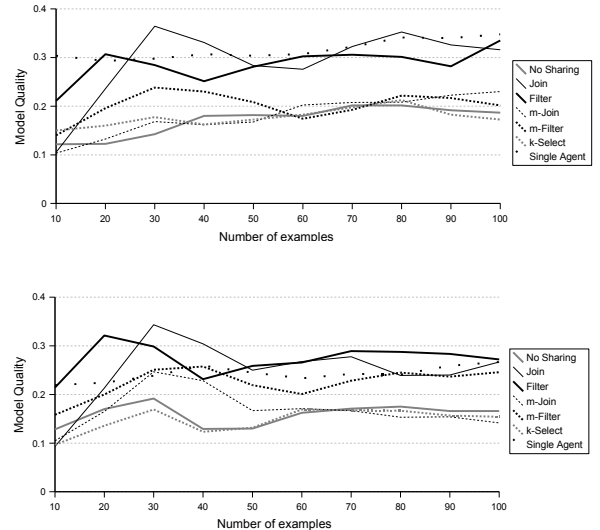 0.4
0.3
0.2
0.1
0
Model Quality
10 20 30 40 50 60 70 80 90 100
Number of examples
No Sharing
Join
Filter
m-Join
m-Filter
k-Select
Single Agent
0.4
0.3
0.2
0.1
0
Model Quality
10 20 30 40 50 60 70 80 90 100
Number of examples
No Sharing
Join
Filter
m-Join
m-Filter
k-Select
Single Agent